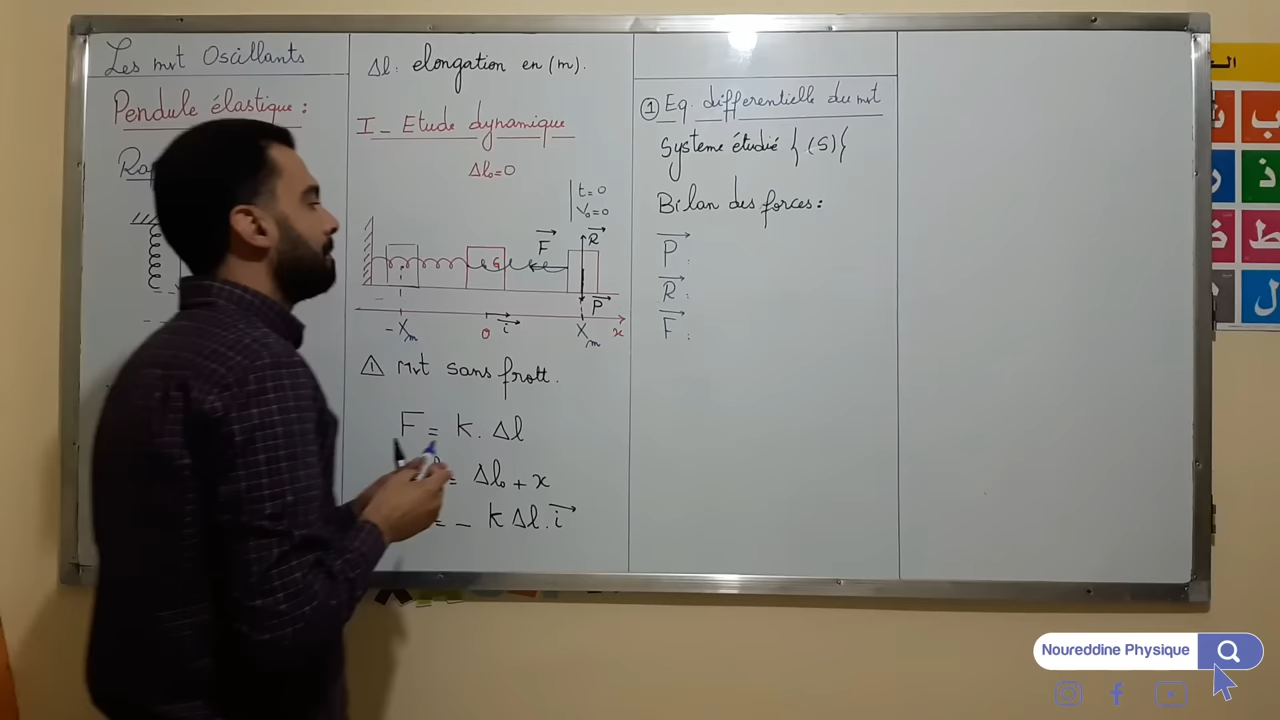 Les mvt Oscillants
Pendule élastique :
Δl : elongation en (m).
I - Etude dynamique
Δl₀ = 0
t = 0
V₀ = 0
F
R
G
P
- Xm
0
i
Xm
x
⚠ Mvt sans frott.
F = K . Δl
= Δl₀ + x
= - K Δl . i
① Eq. differentielle du mvt
Systeme étudié { (S) {
Bilan des forces :
P :
R :
F :
ب
ذ
ط
ض
ل
Noureddine Physique